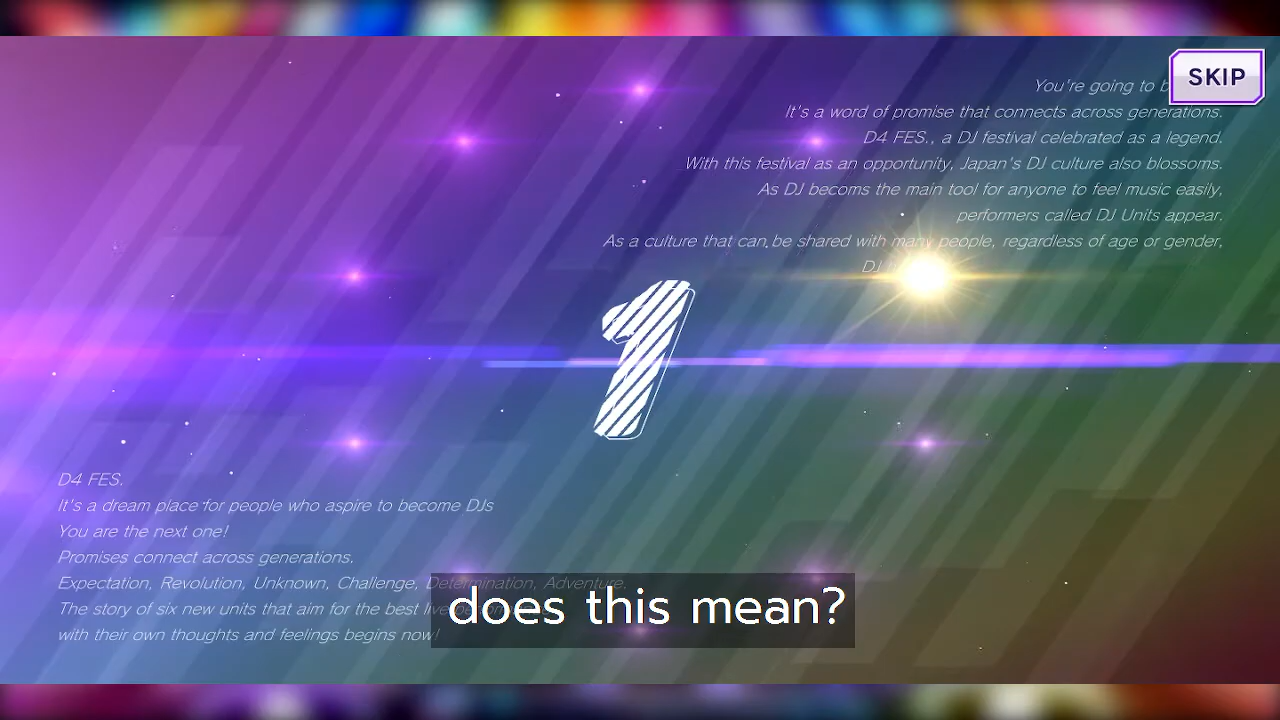 SKIP
You're going to
It's a word of promise that connects across generations.
D4 FES., a DJ festival celebrated as a legend.
With this festival as an opportunity, Japan's DJ culture also blossoms.
As DJ becoms the main tool for anyone to feel music easily,
performers called DJ Units appear.
As a culture that can be shared with many people, regardless of age or gender,
DJ
1
D4 FES.
It's a dream place for people who aspire to become DJs
You are the next one!
Promises connect across generations.
Expectation, Revolution, Unknown, Challenge, Determination, Adventure.
The story of six new units that aim for the best
with their own thoughts and feelings begins now!
does this mean?